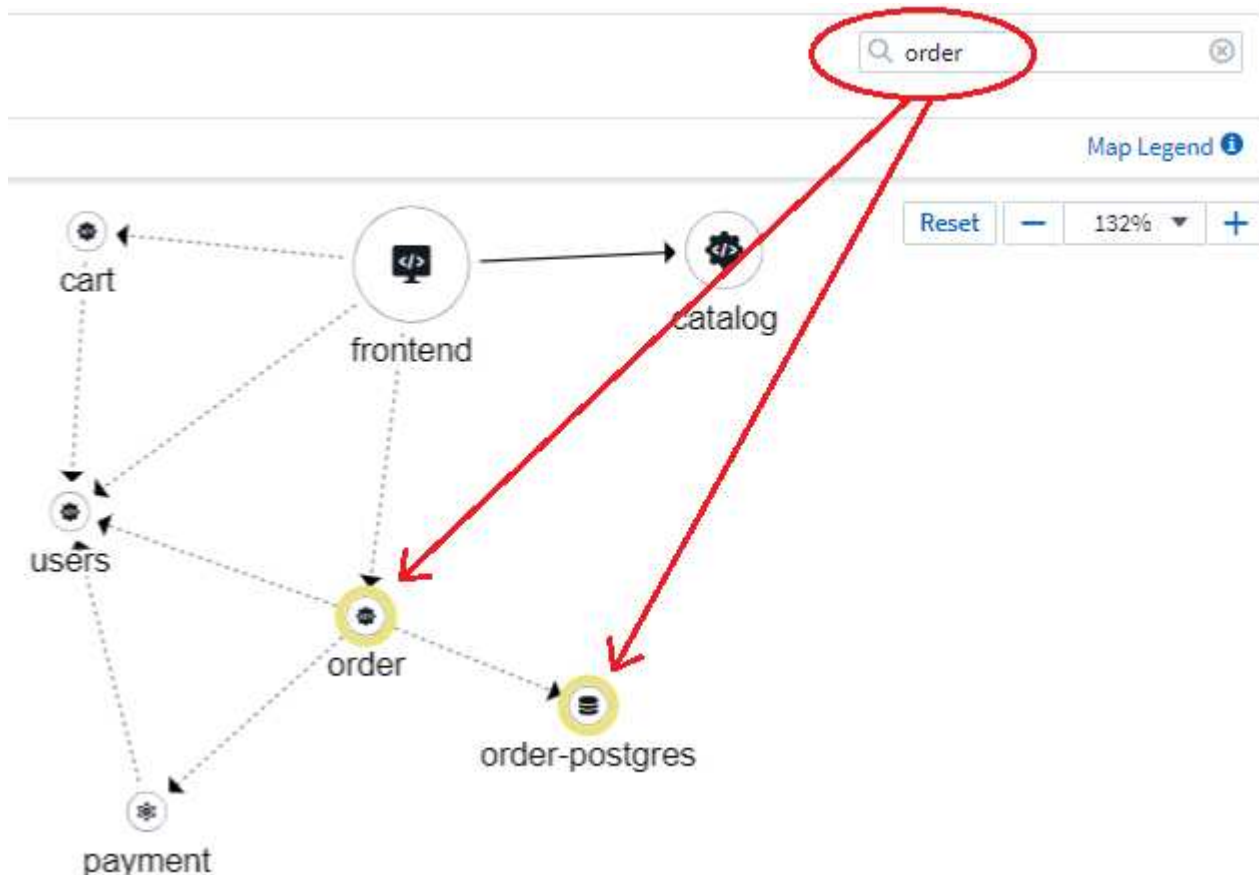 order
Map Legend
Reset
132%
cart
frontend
catalog
users
order
order-postgres
payment